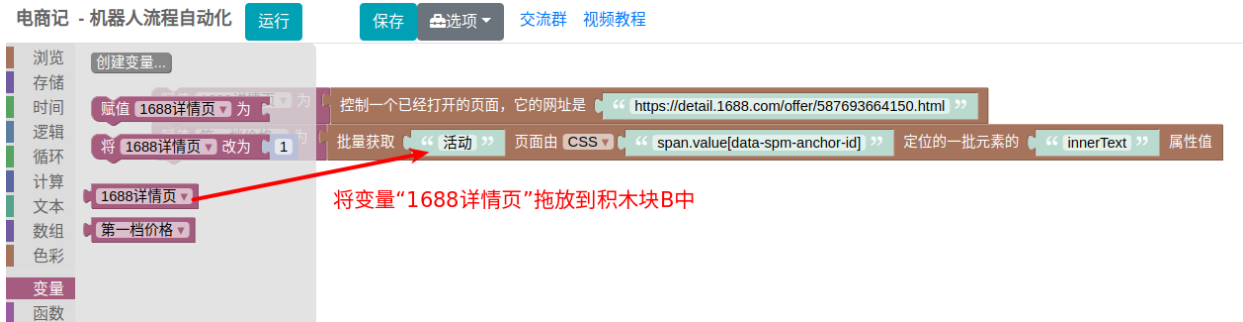 电商记 - 机器人流程自动化 运行 保存 选项 交流群 视频教程
浏览 创建变量...
存储
时间 赋值 1688详情页 为 控制一个已经打开的页面，它的网址是 “ https://detail.1688.com/offer/587693664150.html ”
逻辑 将 1688详情页 改为 1 批量获取 “ 活动 ” 页面由 CSS “ span.value[data-spm-anchor-id] ” 定位的一批元素的 “ innerText ” 属性值
循环
计算 1688详情页 将变量“1688详情页”拖放到积木块B中
文本
数组 第一档价格
色彩
变量
函数